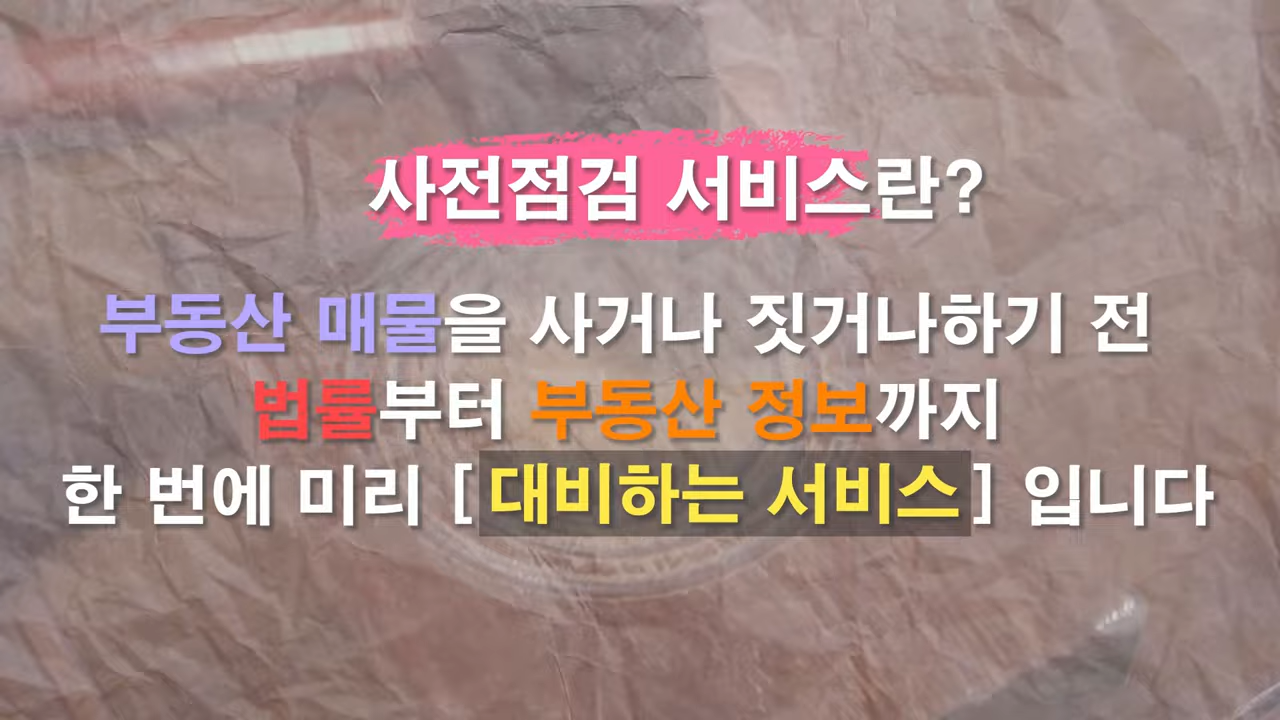 사전점검 서비스란?
부동산 매물을 사거나 짓거나하기 전
법률부터 부동산 정보까지
한 번에 미리 [대비하는 서비스] 입니다